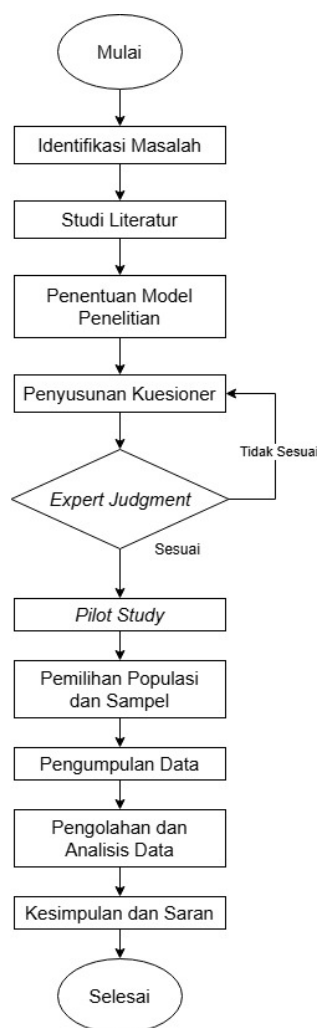 Mulai
Identifikasi Masalah
Studi Literatur
Penentuan Model
Penelitian
Penyusunan Kuesioner
Tidak Sesuai
Expert Judgment
Sesuai
Pilot Study
Pemilihan Populasi
dan Sampel
Pengumpulan Data
Pengolahan dan
Analisis Data
Kesimpulan dan Saran
Selesai